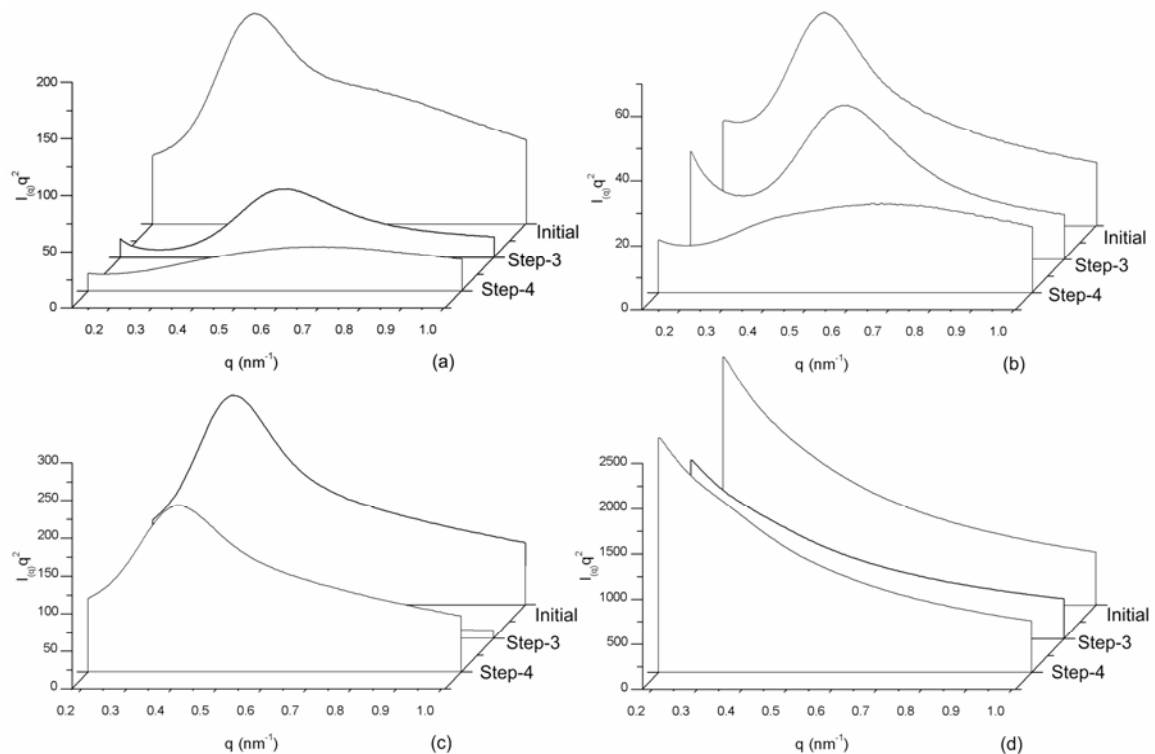 200
150
100
50
0
I(q)q²
Initial
Step-3
Step-4
0.2 0.3 0.4 0.5 0.6 0.7 0.8 0.9 1.0
q (nm⁻¹)
(a)
60
40
20
0
I(q)q²
Initial
Step-3
Step-4
0.2 0.3 0.4 0.5 0.6 0.7 0.8 0.9 1.0
q (nm⁻¹)
(b)
300
250
200
150
100
50
0
I(q)q²
Initial
Step-3
Step-4
0.2 0.3 0.4 0.5 0.6 0.7 0.8 0.9 1.0
q (nm⁻¹)
(c)
2500
2000
1500
1000
500
0
I(q)q²
Initial
Step-3
Step-4
0.2 0.3 0.4 0.5 0.6 0.7 0.8 0.9 1.0
q (nm⁻¹)
(d)